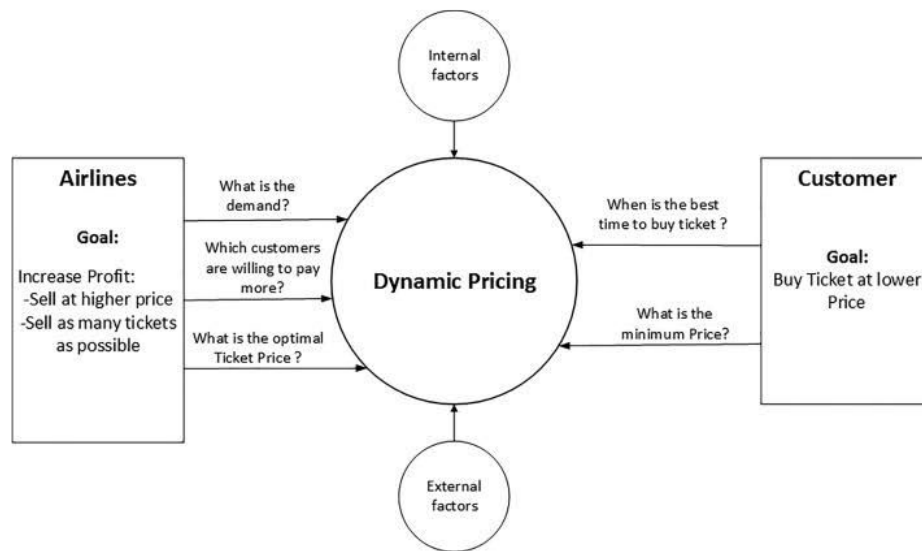 Internal
factors
Airlines
Goal:
Increase Profit:
-Sell at higher price
-Sell as many tickets
as possible
What is the
demand?
Which customers
are willing to pay
more?
What is the optimal
Ticket Price ?
Dynamic Pricing
When is the best
time to buy ticket ?
What is the
minimum Price?
Customer
Goal:
Buy Ticket at lower
Price
External
factors